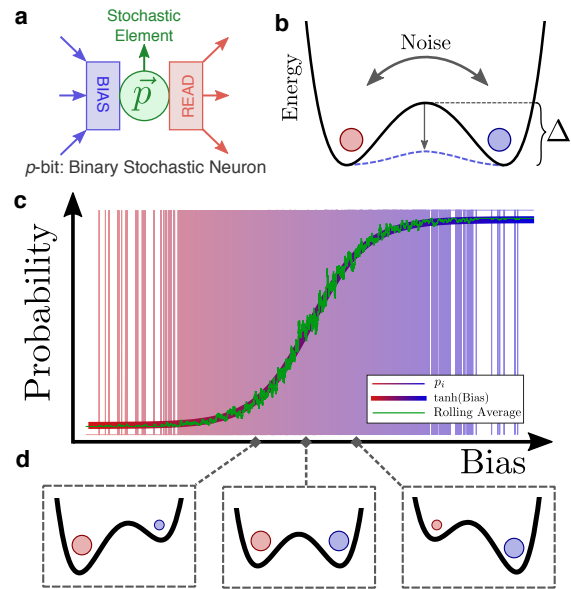 a
Stochastic
Element
BIAS
p⃗
READ
p-bit: Binary Stochastic Neuron
b
Energy
Noise
Δ
c
Probability
p_i
tanh(Bias)
Rolling Average
Bias
d